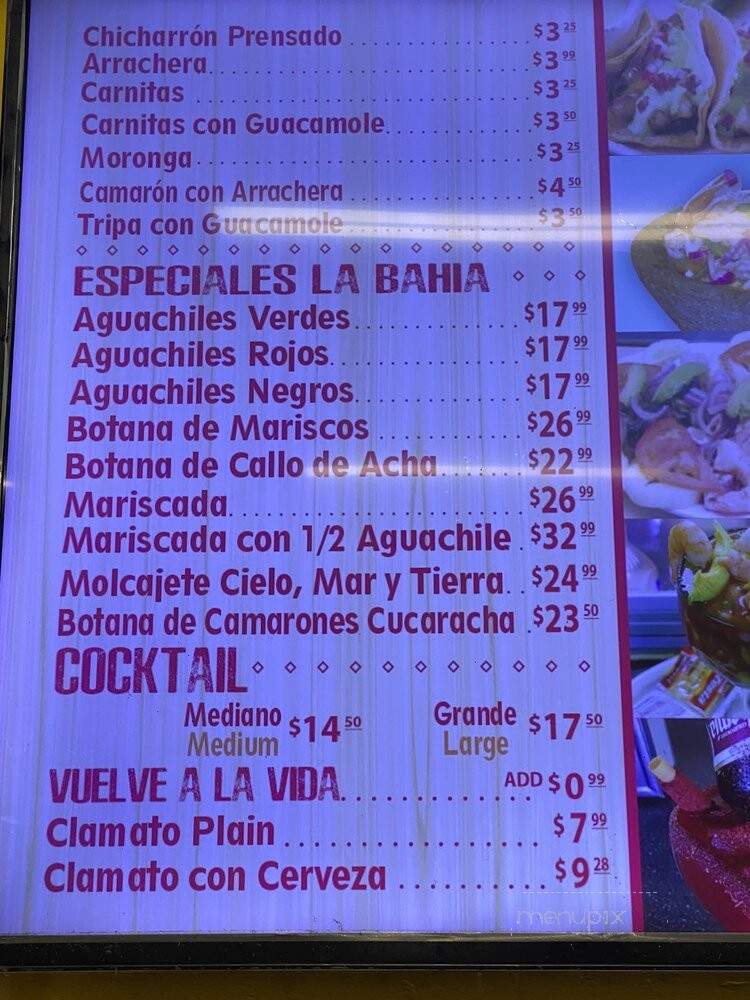 Chicharrón Prensado $3 25
Arrachera $3 99
Carnitas $3 25
Carnitas con Guacamole $3 50
Moronga $3 25
Camarón con Arrachera $4 50
Tripa con Guacamole $3 50
ESPECIALES LA BAHIA
Aguachiles Verdes $17 99
Aguachiles Rojos $17 99
Aguachiles Negros $17 99
Botana de Mariscos $26 99
Botana de Callo de Acha $22 99
Mariscada $26 99
Mariscada con 1/2 Aguachile $32 99
Molcajete Cielo, Mar y Tierra $24 99
Botana de Camarones Cucaracha $23 50
COCKTAIL
Mediano $14 50 Grande $17 50
Medium Large
VUELVE A LA VIDA ADD $0 99
Clamato Plain $7 99
Clamato con Cerveza $9 28
menupix